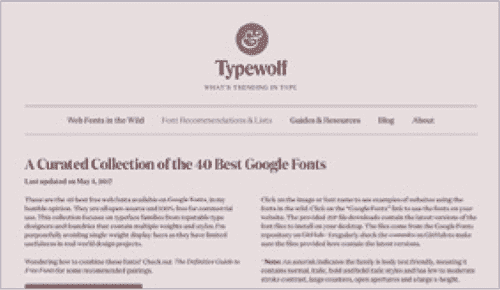 &
Typewolf
WHAT'S TRENDING IN TYPE
Web Fonts in the Wild Font Recommendations & Lists Guides & Resources Blog About
A Curated Collection of the 40 Best Google Fonts
Last updated on May 1, 2017
These are the 40 best free web fonts available on Google Fonts, in my
humble opinion. They are all open-source and 100% free for commercial
use. This collection focuses on typeface families from reputable type
designers and foundries that contain multiple weights and styles. I'm
purposefully avoiding single weight display faces as they have limited
usefulness in real world design projects.
Wondering how to combine these fonts? Check out The Definitive Guide to
Free Fonts for some recommended pairings.
Click on the image or font name to see examples of websites using the
fonts in the wild. Click on the “Google Fonts” link to use the fonts on your
website. The provided ZIP file downloads contain the latest versions of the
font files to install on your desktop. The files come from the Google Fonts
repository on GitHub. I regularly check the commits on GitHub to make
sure the files provided here contain the latest versions.
* Note: An asterisk indicates the family is body text friendly, meaning it
contains normal, italic, bold and bold italic styles and has low to moderate
stroke contrast, large counters, open apertures and a large x-height.